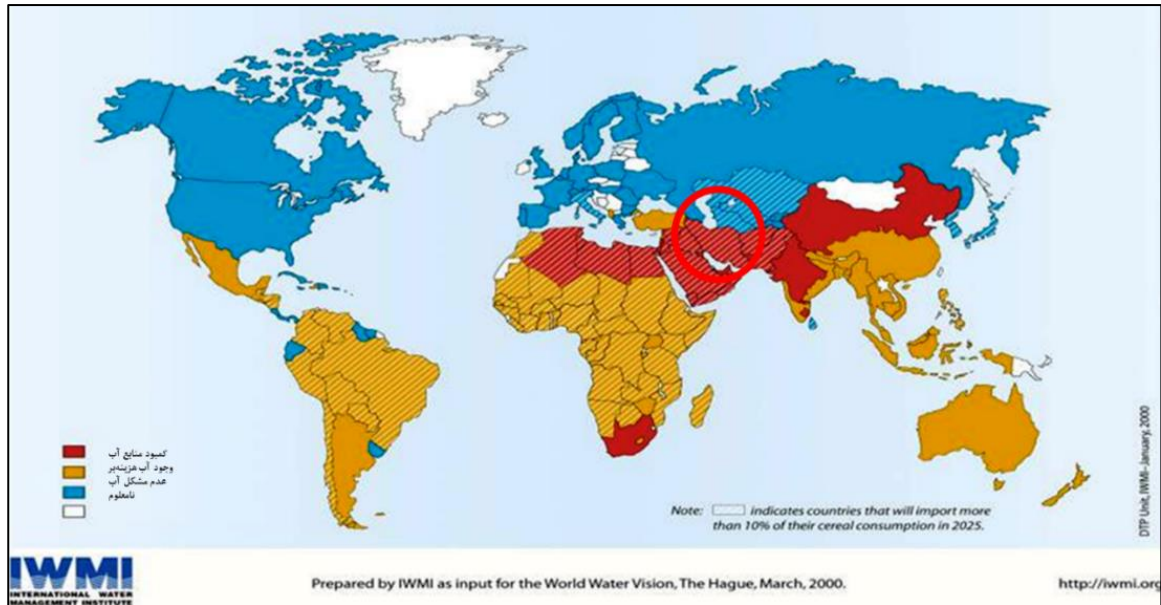 کمبود منابع آب
وجود آب هزینه‌بر
عدم مشکل آب
نامعلوم
Note: indicates countries that will import more
than 10% of their cereal consumption in 2025.
DTP Unit, IWMI-January, 2000
IWMI
INTERNATIONAL WATER
MANAGEMENT INSTITUTE
Prepared by IWMI as input for the World Water Vision, The Hague, March, 2000.
http://iwmi.org